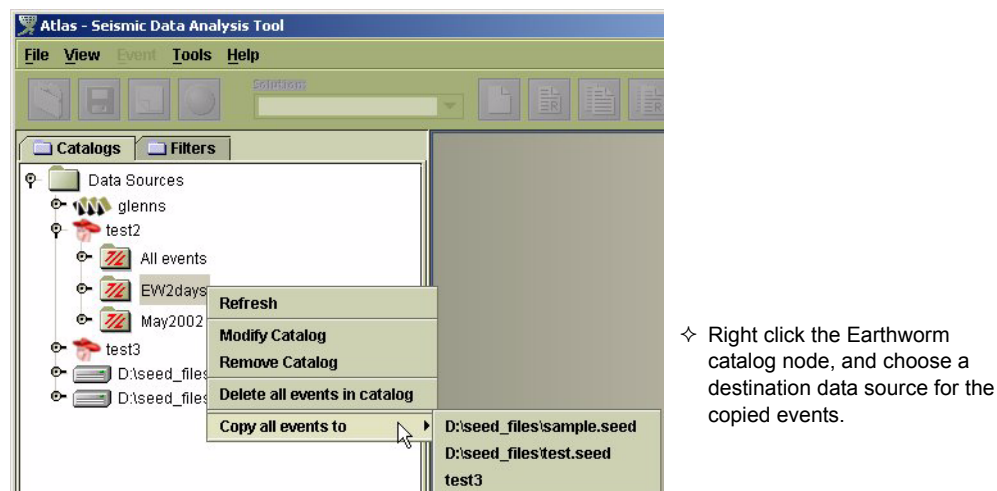 Atlas - Seismic Data Analysis Tool
File View Event Tools Help
Solution:
Catalogs Filters
Data Sources
glenns
test2
All events
EW2days
May2002
test3
D:\seed_files
D:\seed_files
Refresh
Modify Catalog
Remove Catalog
Delete all events in catalog
Copy all events to
D:\seed_files\sample.seed
D:\seed_files\test.seed
test3
✧ Right click the Earthworm
catalog node, and choose a
destination data source for the
copied events.